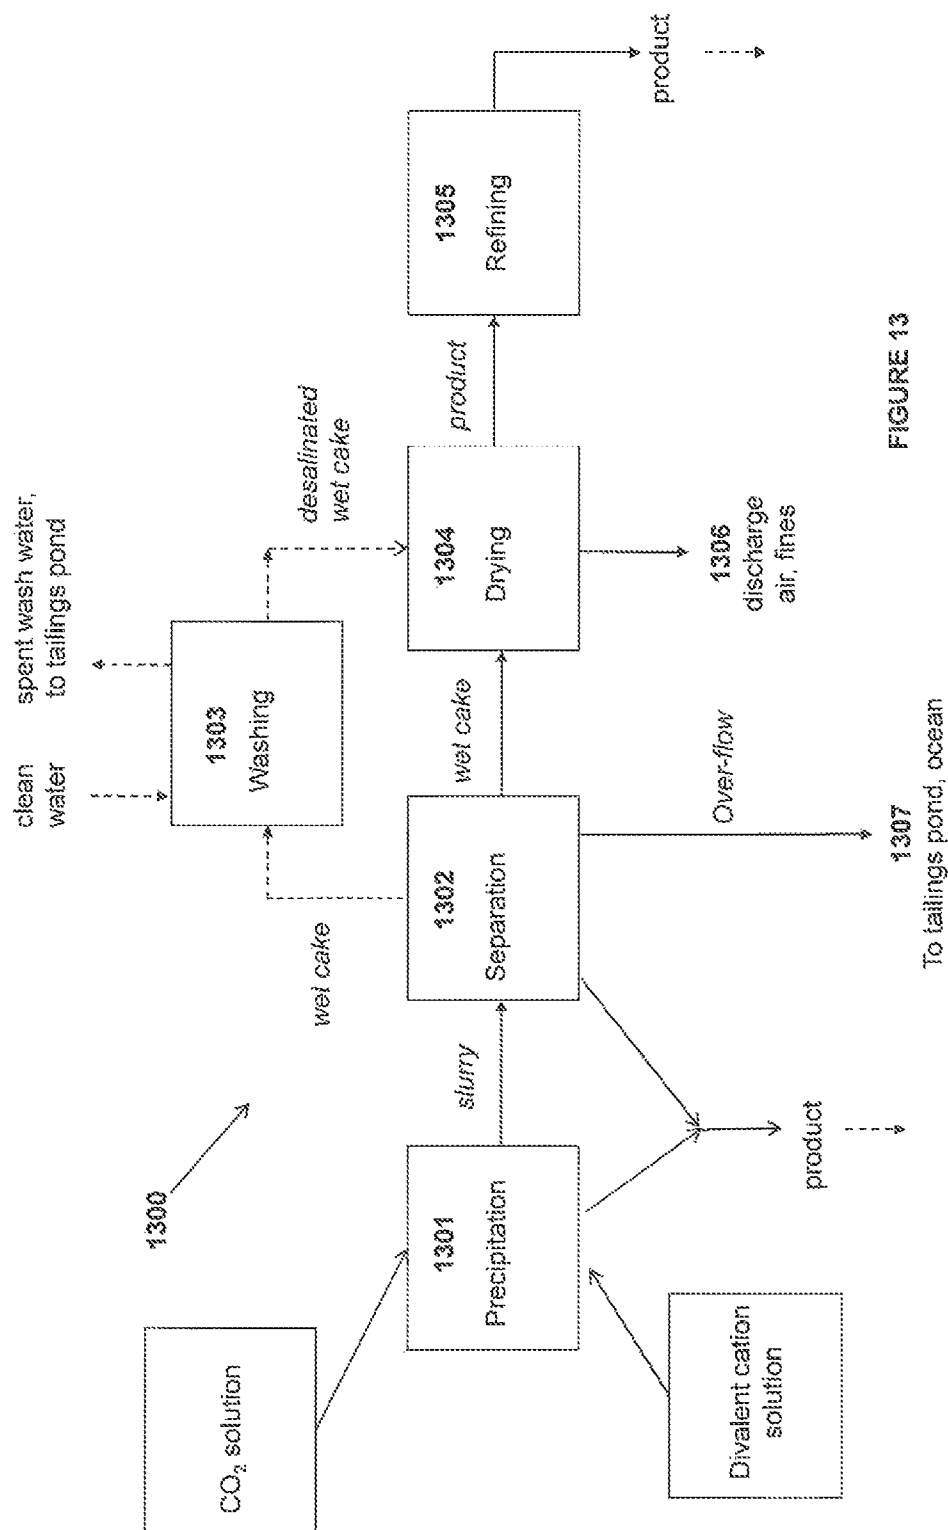 1300
CO₂ solution
Divalent cation
solution
1301
Precipitation
slurry
product
1302
Separation
wet cake
Over-flow
1307
To tailings pond, ocean
wet cake
clean
water
spent wash water,
to tailings pond
1303
Washing
desalinated
wet cake
1304
Drying
1306
discharge
air, fines
product
1305
Refining
product
FIGURE 13